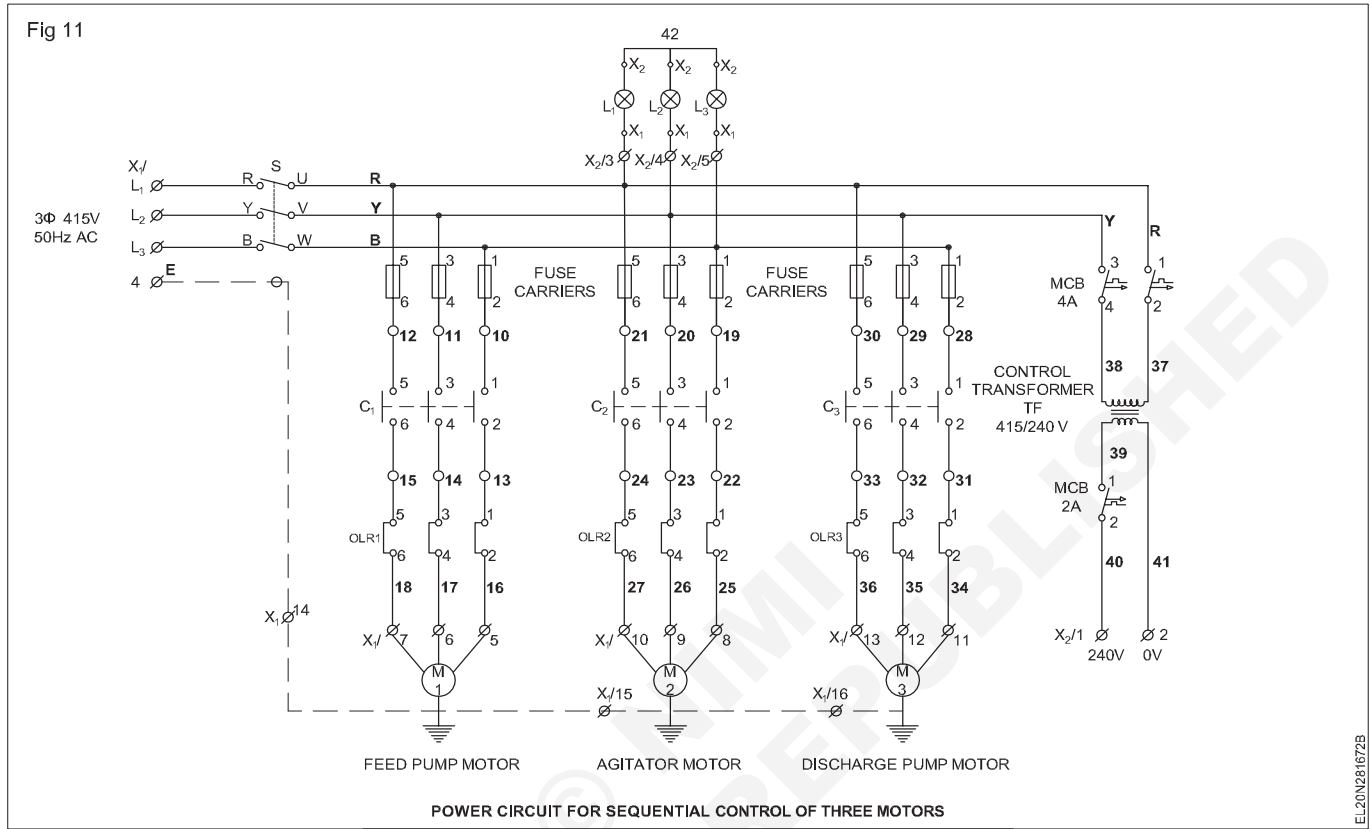 Fig 11
42
X2 X2 X2
L1 L2 L3
X1 X1 X1
X2/3 X2/4 X2/5
X1/ S
L1 R U R
L2 Y V Y
L3 B W B
3Φ 415V
50Hz AC
4 E
Y R
5 3 1 5 3 1 5 3 1
FUSE
CARRIERS
FUSE
CARRIERS
6 4 2 6 4 2 6 4 2
MCB
4A
3 1
4 2
12 11 10 21 20 19 30 29 28
38 37
CONTROL
TRANSFORMER
TF
415/240 V
5 3 1 5 3 1 5 3 1
C1 C2 C3
6 4 2 6 4 2 6 4 2
39
15 14 13 24 23 22 33 32 31
MCB
2A
1
2
5 3 1 5 3 1 5 3 1
OLR1 OLR2 OLR3
6 4 2 6 4 2 6 4 2
18 17 16 27 26 25 36 35 34
40 41
X1 14
X1/ 7 6 5 X1/ 10 9 8 X1/ 13 12 11
X2/1 2
240V 0V
M
1
M
2
M
3
X1/15 X1/16
FEED PUMP MOTOR AGITATOR MOTOR DISCHARGE PUMP MOTOR
POWER CIRCUIT FOR SEQUENTIAL CONTROL OF THREE MOTORS
EL20N281672B
© NIMI
REPUBLISHED